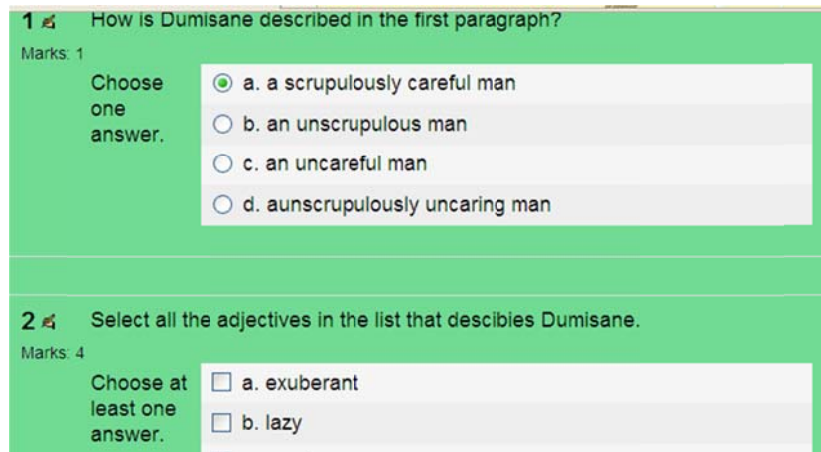 1 How is Dumisane described in the first paragraph?
Marks: 1
Choose one answer.
a. a scrupulously careful man
b. an unscrupulous man
c. an uncareful man
d. aunscrupulously uncaring man
2 Select all the adjectives in the list that descibies Dumisane.
Marks: 4
Choose at least one answer.
a. exuberant
b. lazy